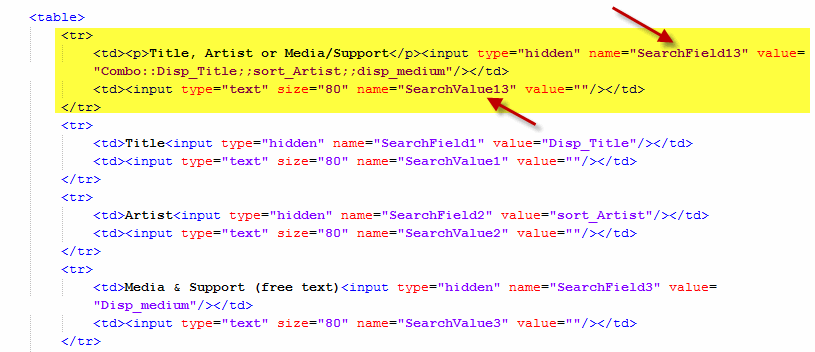 <table>
<tr>
<td><p>Title, Artist or Media/Support</p><input type="hidden" name="SearchField13" value=
"Combo::Disp_Title;;sort_Artist;;disp_medium"/></td>
<td><input type="text" size="80" name="SearchValue13" value=""/></td>
</tr>
<tr>
<td>Title<input type="hidden" name="SearchField1" value="Disp_Title"/></td>
<td><input type="text" size="80" name="SearchValue1" value=""/></td>
</tr>
<tr>
<td>Artist<input type="hidden" name="SearchField2" value="sort_Artist"/></td>
<td><input type="text" size="80" name="SearchValue2" value=""/></td>
</tr>
<tr>
<td>Media & Support (free text)<input type="hidden" name="SearchField3" value=
"Disp_medium"/></td>
<td><input type="text" size="80" name="SearchValue3" value=""/></td>
</tr>